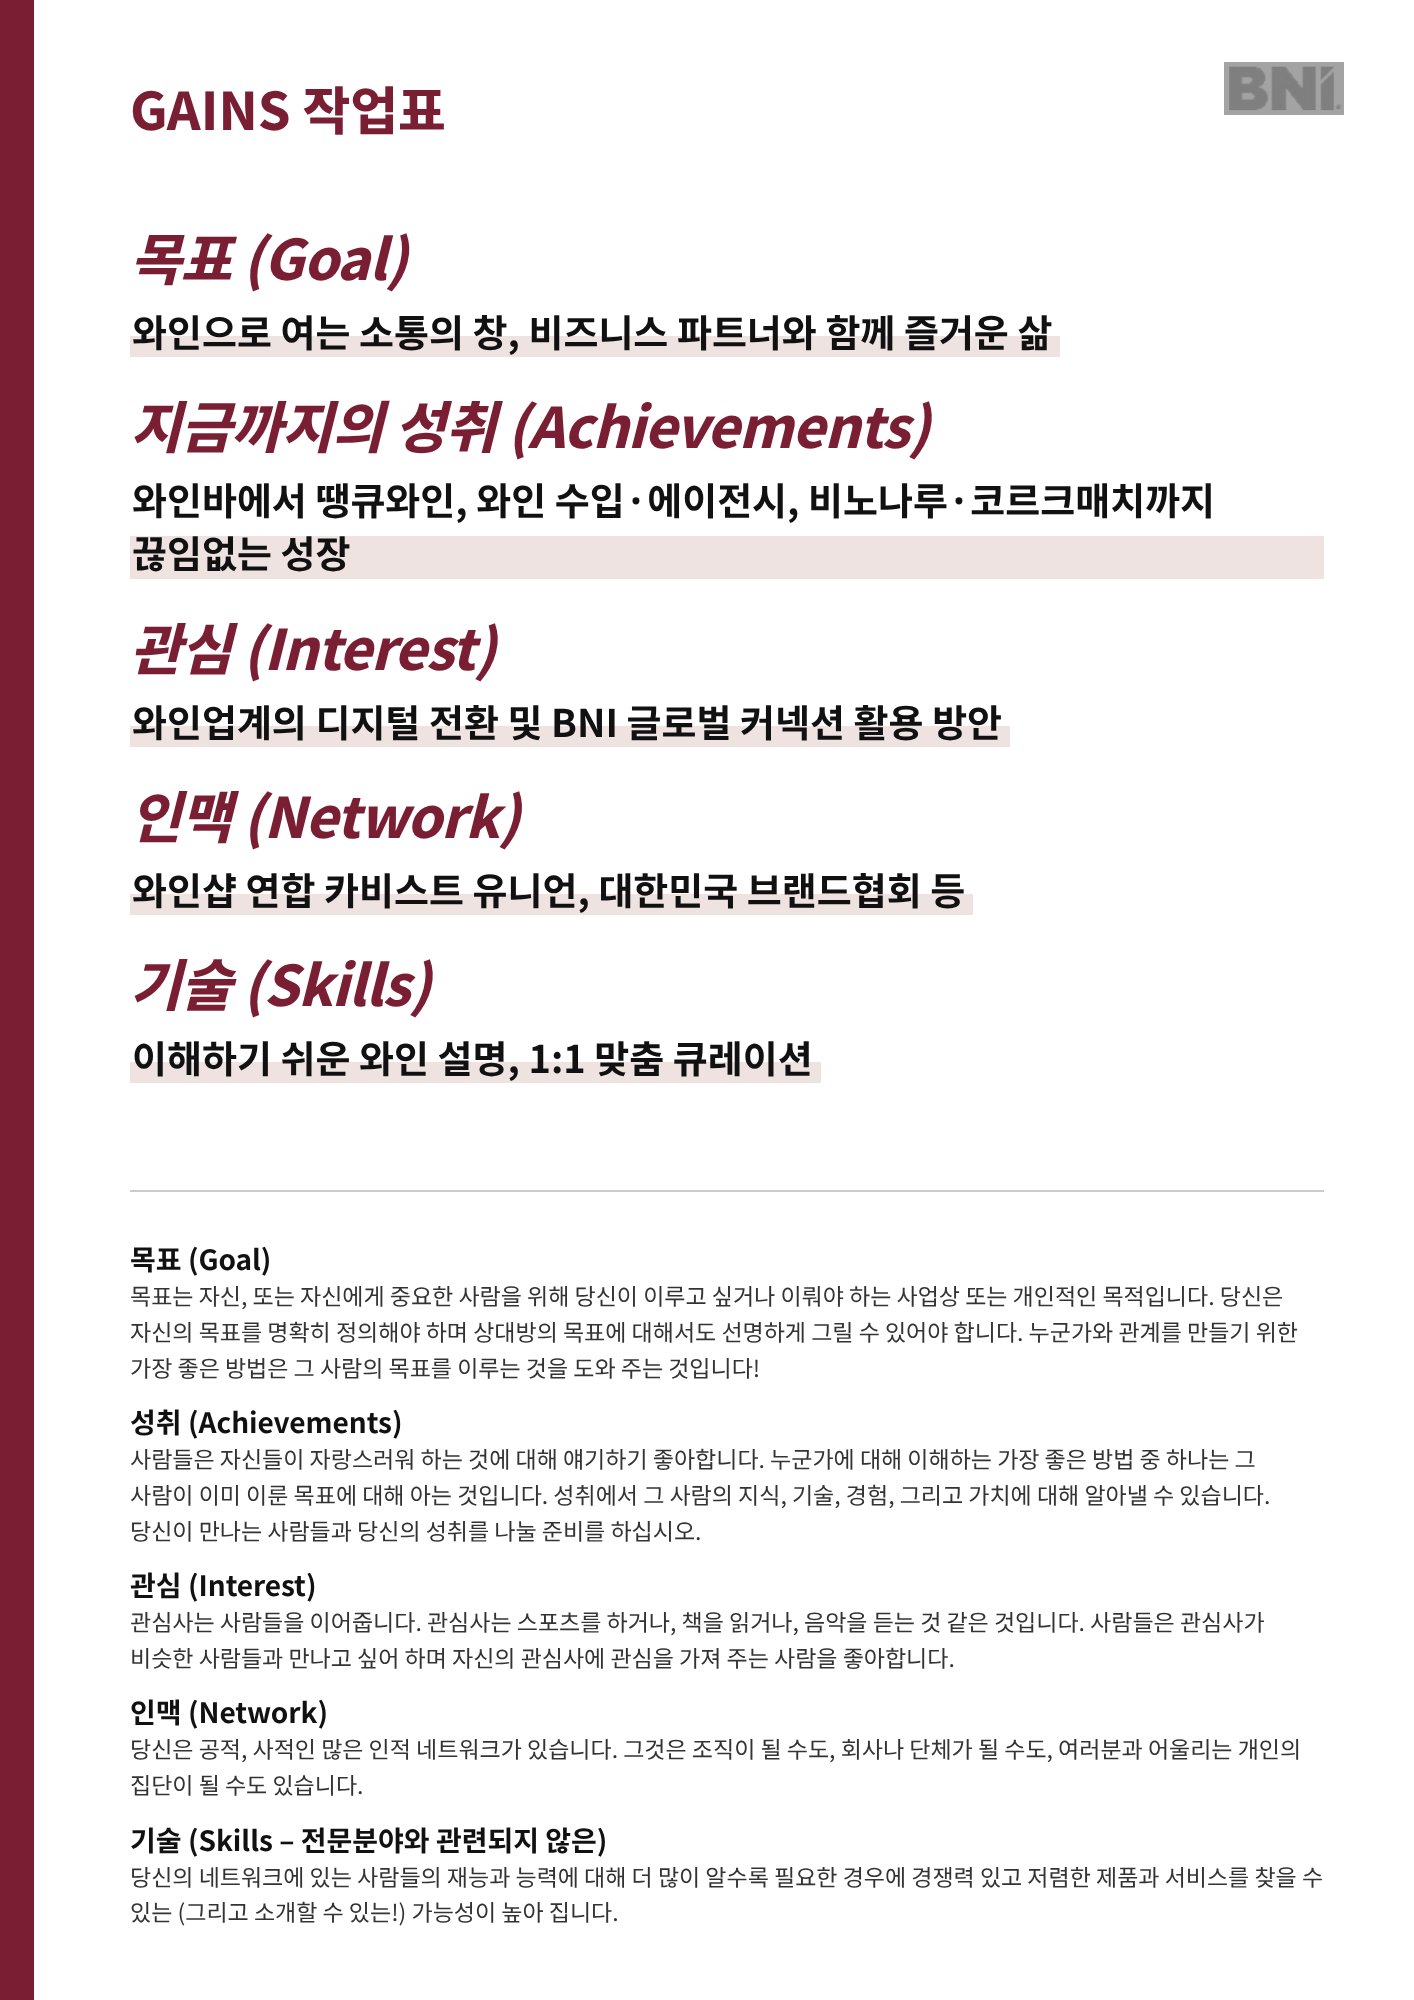 GAINS 작업표
BNI
목표 (Goal)
와인으로 여는 소통의 창, 비즈니스 파트너와 함께 즐거운 삶
지금까지의 성취 (Achievements)
와인바에서 땡큐와인, 와인 수입·에이전시, 비노나루·코르크매치까지
끊임없는 성장
관심 (Interest)
와인업계의 디지털 전환 및 BNI 글로벌 커넥션 활용 방안
인맥 (Network)
와인샵 연합 카비스트 유니언, 대한민국 브랜드협회 등
기술 (Skills)
이해하기 쉬운 와인 설명, 1:1 맞춤 큐레이션
목표 (Goal)
목표는 자신, 또는 자신에게 중요한 사람을 위해 당신이 이루고 싶거나 이뤄야 하는 사업상 또는 개인적인 목적입니다. 당신은
자신의 목표를 명확히 정의해야 하며 상대방의 목표에 대해서도 선명하게 그릴 수 있어야 합니다. 누군가와 관계를 만들기 위한
가장 좋은 방법은 그 사람의 목표를 이루는 것을 도와 주는 것입니다!
성취 (Achievements)
사람들은 자신들이 자랑스러워 하는 것에 대해 얘기하기 좋아합니다. 누군가에 대해 이해하는 가장 좋은 방법 중 하나는 그
사람이 이미 이룬 목표에 대해 아는 것입니다. 성취에서 그 사람의 지식, 기술, 경험, 그리고 가치에 대해 알아낼 수 있습니다.
당신이 만나는 사람들과 당신의 성취를 나눌 준비를 하십시오.
관심 (Interest)
관심사는 사람들을 이어줍니다. 관심사는 스포츠를 하거나, 책을 읽거나, 음악을 듣는 것 같은 것입니다. 사람들은 관심사가
비슷한 사람들과 만나고 싶어 하며 자신의 관심사에 관심을 가져 주는 사람을 좋아합니다.
인맥 (Network)
당신은 공적, 사적인 많은 인적 네트워크가 있습니다. 그것은 조직이 될 수도, 회사나 단체가 될 수도, 여러분과 어울리는 개인의
집단이 될 수도 있습니다.
기술 (Skills – 전문분야와 관련되지 않은)
당신의 네트워크에 있는 사람들의 재능과 능력에 대해 더 많이 알수록 필요한 경우에 경쟁력 있고 저렴한 제품과 서비스를 찾을 수
있는 (그리고 소개할 수 있는!) 가능성이 높아 집니다.